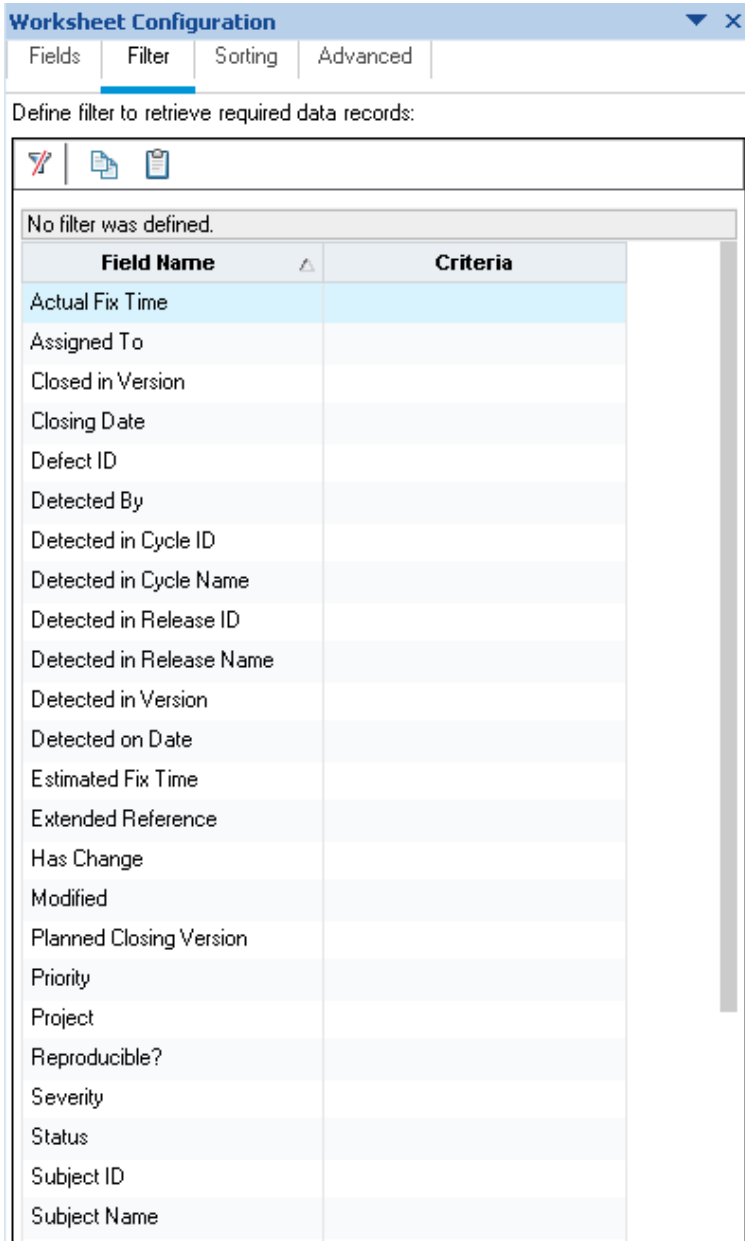 Worksheet Configuration
Fields Filter Sorting Advanced
Define filter to retrieve required data records:
No filter was defined.
Field Name Criteria
Actual Fix Time
Assigned To
Closed in Version
Closing Date
Defect ID
Detected By
Detected in Cycle ID
Detected in Cycle Name
Detected in Release ID
Detected in Release Name
Detected in Version
Detected on Date
Estimated Fix Time
Extended Reference
Has Change
Modified
Planned Closing Version
Priority
Project
Reproducible?
Severity
Status
Subject ID
Subject Name